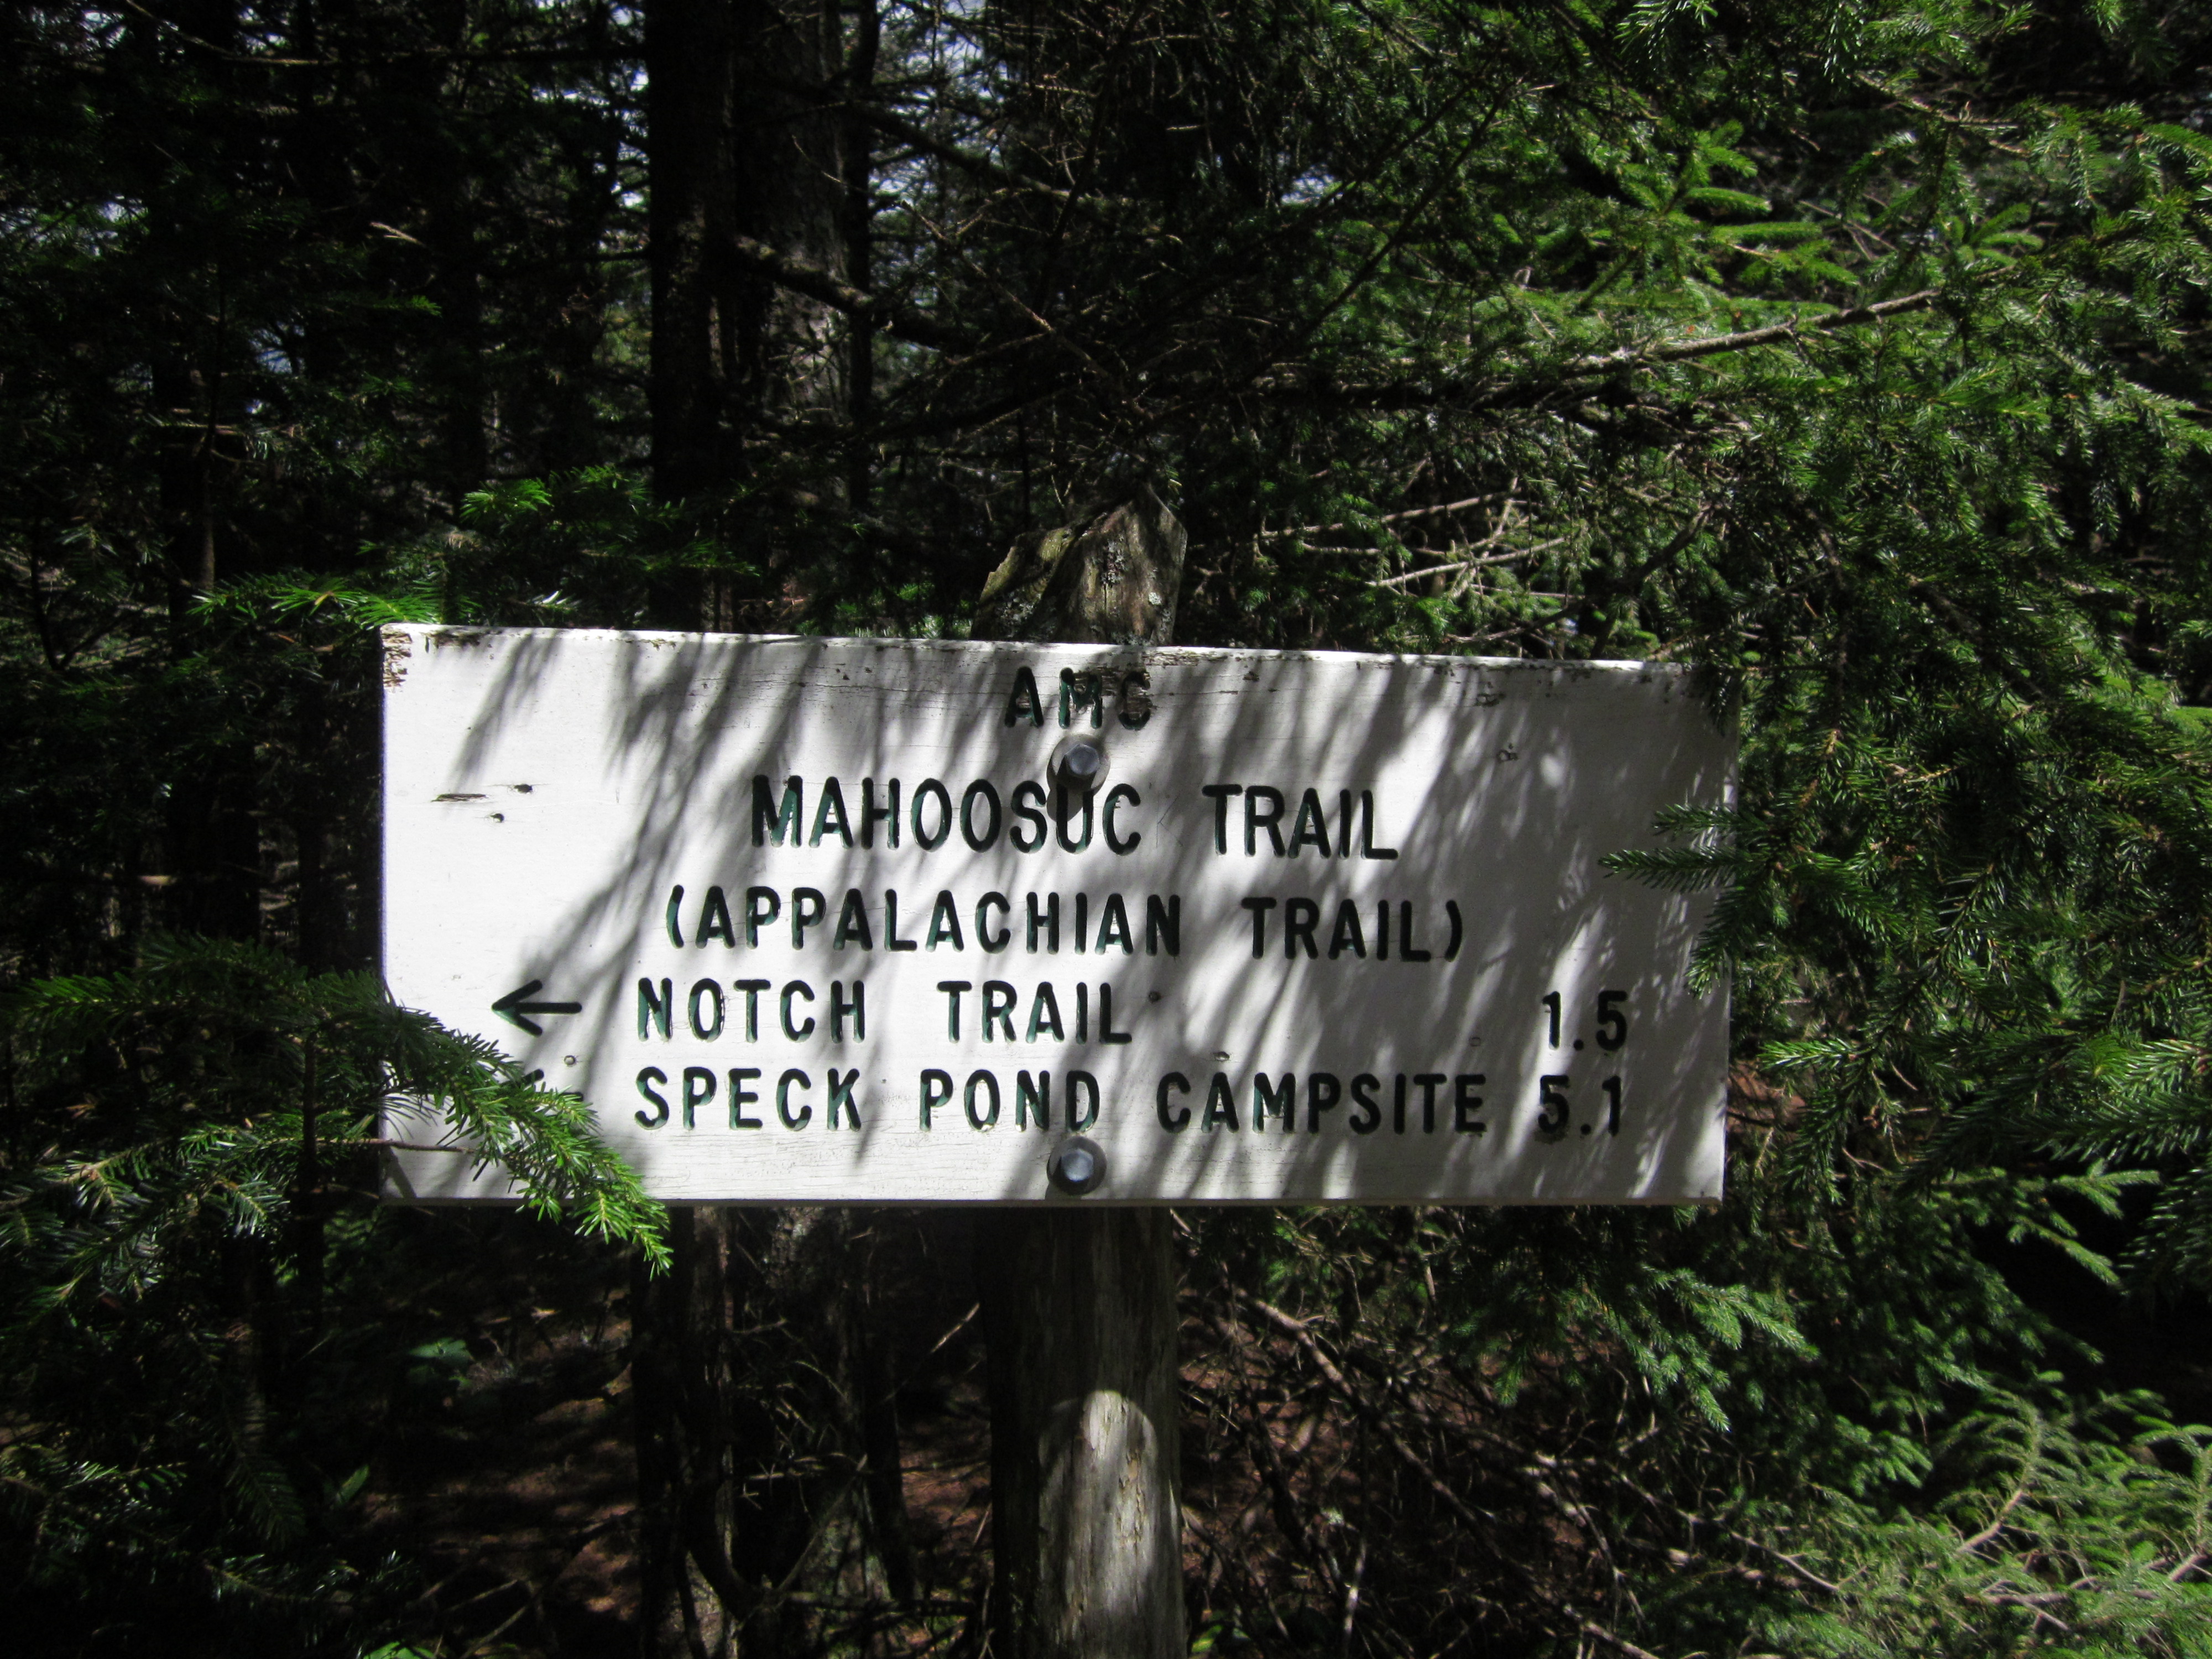 AMC
MAHOOSUC TRAIL
(APPALACHIAN TRAIL)
← NOTCH TRAIL 1.5
← SPECK POND CAMPSITE 5.1